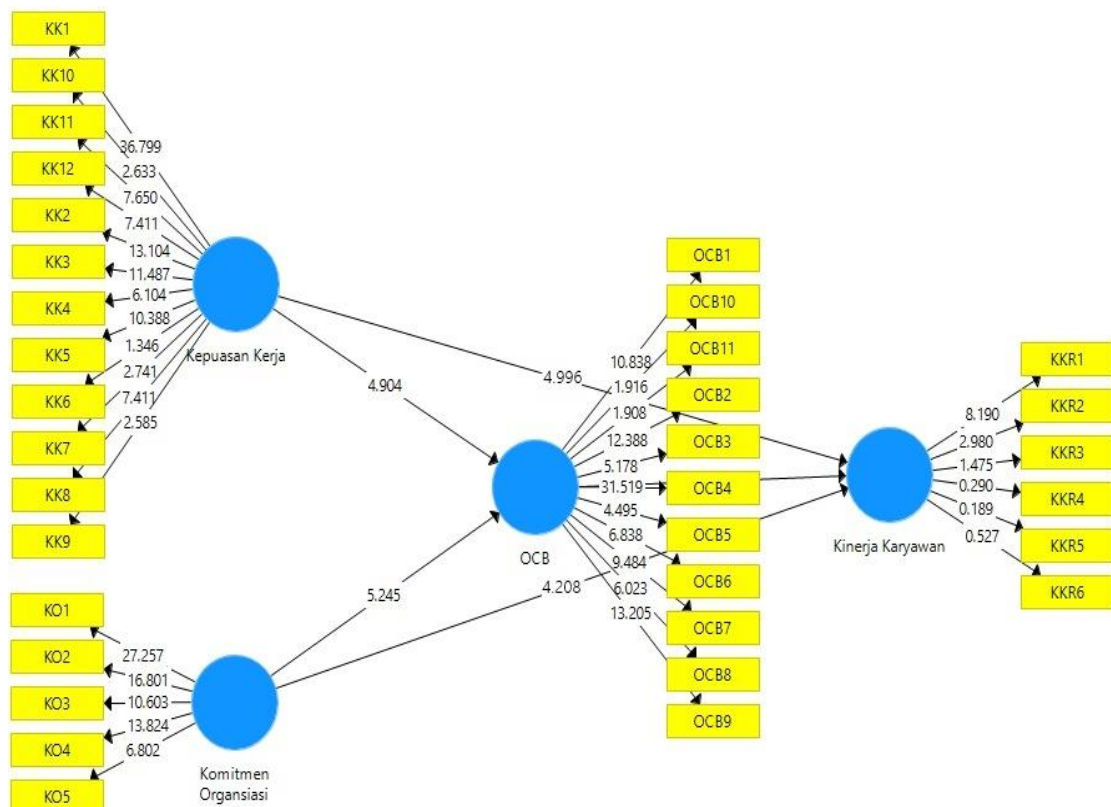 KK1
KK10
KK11
KK12
KK2
KK3
KK4
KK5
KK6
KK7
KK8
KK9
36.799
2.633
7.650
7.411
13.104
11.487
6.104
10.388
1.346
2.741
7.411
2.585
Kepuasan Kerja
4.904
4.996
KO1
KO2
KO3
KO4
KO5
27.257
16.801
10.603
13.824
6.802
Komitmen
Organsiasi
5.245
4.208
OCB
10.838
1.916
1.908
12.388
5.178
31.519
4.495
6.838
9.484
6.023
13.205
OCB1
OCB10
OCB11
OCB2
OCB3
OCB4
OCB5
OCB6
OCB7
OCB8
OCB9
Kinerja Karyawan
8.190
2.980
1.475
0.290
0.189
0.527
KKR1
KKR2
KKR3
KKR4
KKR5
KKR6